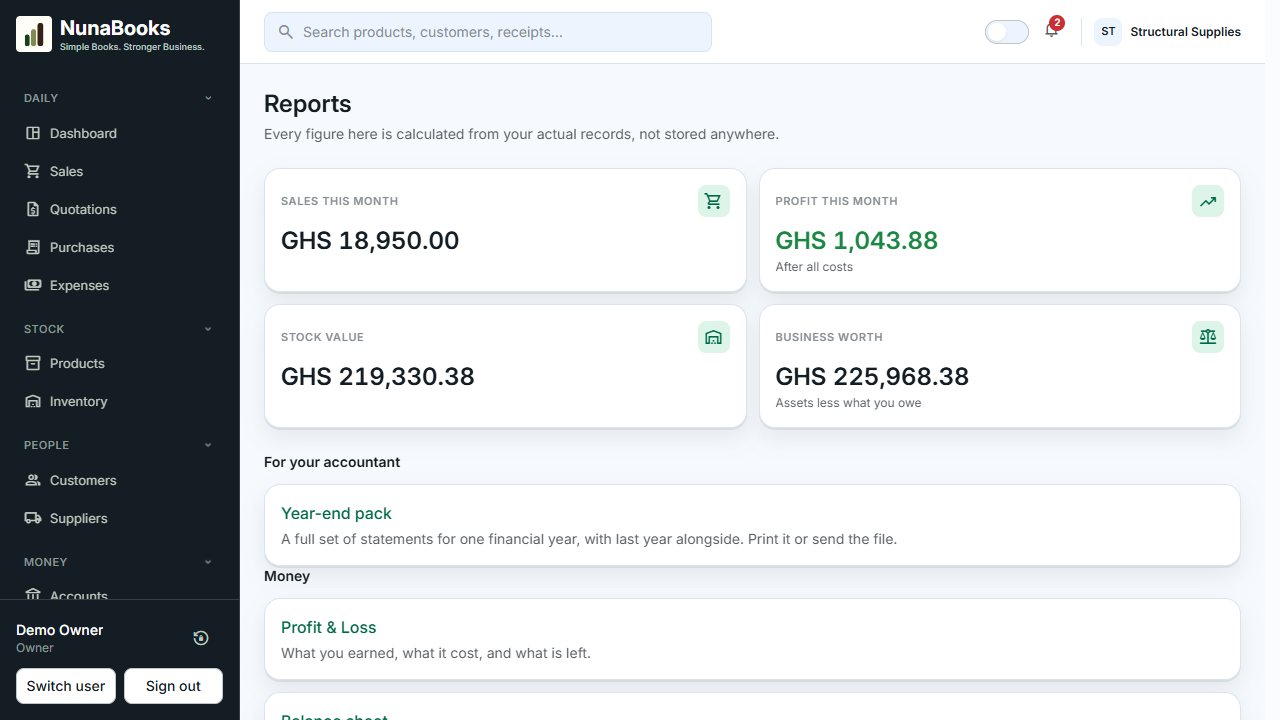 NunaBooks
Simple Books. Stronger Business.
DAILY
Dashboard
Sales
Quotations
Purchases
Expenses
STOCK
Products
Inventory
PEOPLE
Customers
Suppliers
MONEY
Accounts
Demo Owner
Owner
Switch user
Sign out
Search products, customers, receipts...
2
ST
Structural Supplies
Reports
Every figure here is calculated from your actual records, not stored anywhere.
SALES THIS MONTH
GHS 18,950.00
PROFIT THIS MONTH
GHS 1,043.88
After all costs
STOCK VALUE
GHS 219,330.38
BUSINESS WORTH
GHS 225,968.38
Assets less what you owe
For your accountant
Year-end pack
A full set of statements for one financial year, with last year alongside. Print it or send the file.
Money
Profit & Loss
What you earned, what it cost, and what is left.
Balance sheet